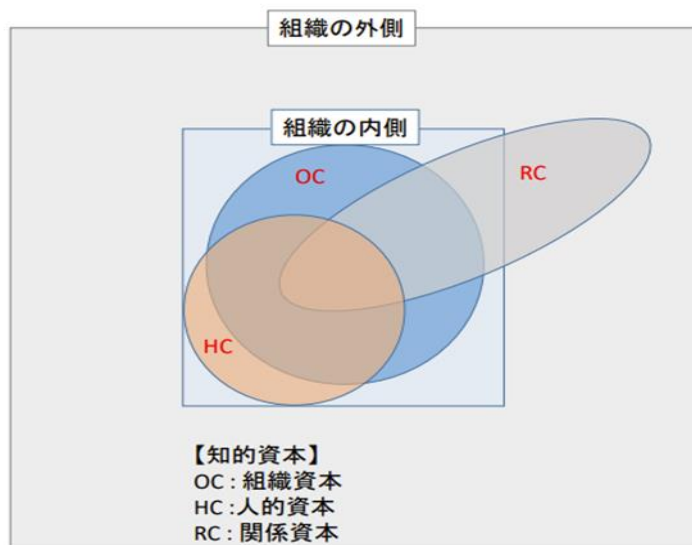 組織の外側
組織の内側
OC
RC
HC
【知的資本】
OC : 組織資本
HC : 人的資本
RC : 関係資本